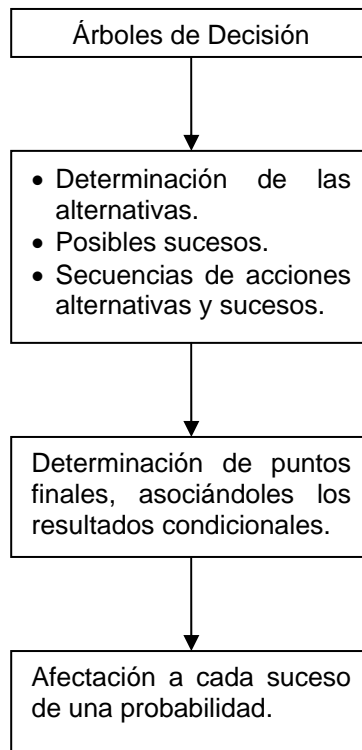 Árboles de Decisión
• Determinación de las
alternativas.
• Posibles sucesos.
• Secuencias de acciones
alternativas y sucesos.
Determinación de puntos
finales, asociándoles los
resultados condicionales.
Afectación a cada suceso
de una probabilidad.